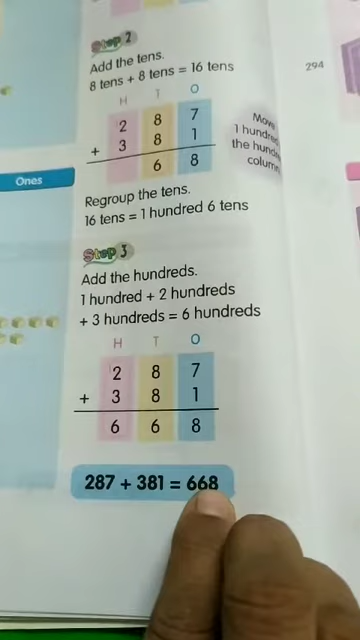 Step 2
Add the tens.
8 tens + 8 tens = 16 tens
294
H T O
2 8 7
+ 3 8 1
6 8
Move
1 hundred
the hundr
column
Ones
Regroup the tens.
16 tens = 1 hundred 6 tens
Step 3
Add the hundreds.
1 hundred + 2 hundreds
+ 3 hundreds = 6 hundreds
H T O
1
2 8 7
+ 3 8 1
6 6 8
287 + 381 = 668